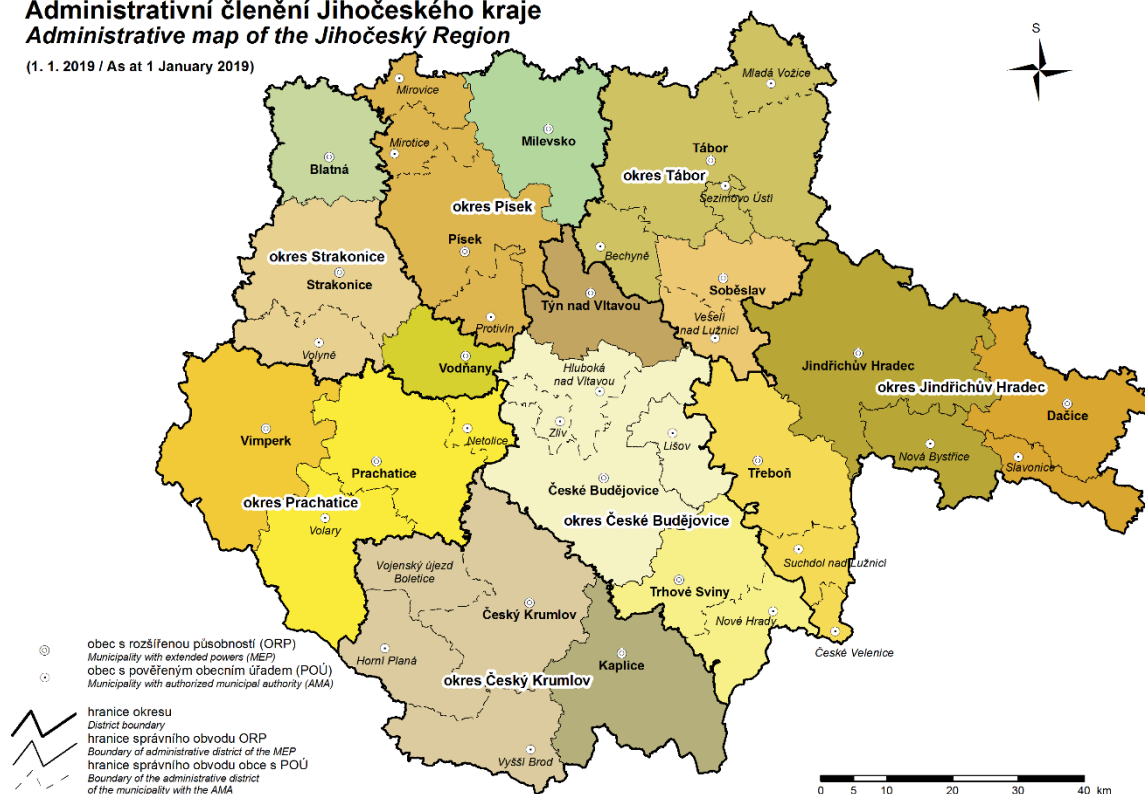 Administrativní členění Jihočeského kraje
Administrative map of the Jihočeský Region
(1. 1. 2019 / As at 1 January 2019)
S
Mladá Vožice
Mirovice
Milevsko
Mirotice
Tábor
Blatná
okres Tábor
Sezimovo Ústí
okres Písek
Písek
Bechyně
okres Strakonice
Strakonice
Soběslav
Týn nad Vltavou
Veselí
nad Lužnicí
Protivín
Volyně
Vodňany
Hluboká
nad Vltavou
Jindřichův Hradec
okres Jindřichův Hradec
Dačice
Vimperk
Netolice
Zliv
Lišov
Nová Bystřice
Slavonice
Prachatice
Třeboň
České Budějovice
okres Prachatice
okres České Budějovice
Volary
Vojenský újezd
Boletice
Suchdol nad Lužnicí
Trhové Sviny
Český Krumlov
Nové Hrady
České Velenice
Horní Planá
Kaplice
okres Český Krumlov
Vyšší Brod
obec s rozšířenou působností (ORP)
Municipality with extended powers (MEP)
obec s pověřeným obecním úřadem (POÚ)
Municipality with authorized municipal authority (AMA)
hranice okresu
District boundary
hranice správního obvodu ORP
Boundary of administrative district of the MEP
hranice správního obvodu obce s POÚ
Boundary of the administrative district
of the municipality with the AMA
0 5 10 20 30 40 km